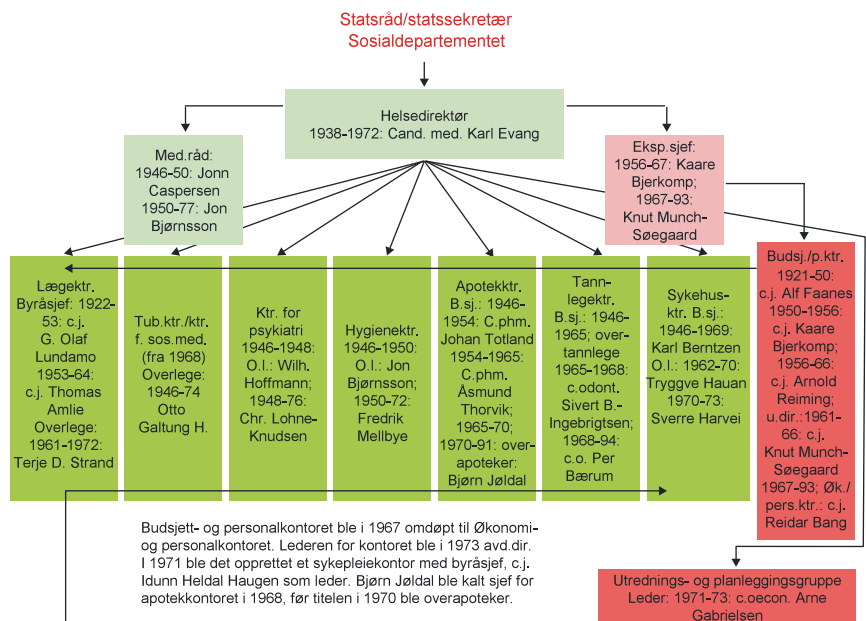 Statsråd/statssekretær
Sosialdepartementet
Helsedirektør
1938-1972: Cand. med. Karl Evang
Med.råd:
1946-50: Jonn
Caspersen
1950-77: Jon
Bjørnsson
Eksp.sjef:
1956-67: Kaare
Bjerkomp;
1967-93:
Knut Munch-
Søegaard
Lægektr.
Byråsjef: 1922-
53: c.j.
G. Olaf
Lundamo
1953-64:
c.j. Thomas
Amlie
Overlege:
1961-1972:
Terje D. Strand
Tub.ktr./ktr.
f. sos.med.
(fra 1968)
Overlege:
1946-74
Otto
Galtung H.
Ktr. for
psykiatri
1946-1948:
O.l.: Wilh.
Hoffmann;
1948-76:
Chr. Lohne-
Knudsen
Hygienektr.
1946-1950:
O.l.: Jon
Bjørnsson;
1950-72:
Fredrik
Mellbye
Apotekktr.
B.sj.: 1946-
1954: C.phm.
Johan Totland
1954-1965:
C.phm.
Åsmund
Thorvik;
1965-70;
1970-91: over-
apoteker:
Bjørn Jøldal
Tann-
legektr.
B.sj.: 1946-
1965; over-
tannlege
1965-1968:
c.odont.
Sivert B.-
Ingebrigtsen;
1968-94:
c.o. Per
Bærum
Sykehus-
ktr. B.sj.:
1946-1969:
Karl Berntzen
O.l.: 1962-70:
Tryggve Hauan
1970-73:
Sverre Harvei
Budsj./p.ktr.
1921-50:
c.j. Alf Faanes
1950-1956:
c.j. Kaare
Bjerkomp;
1956-66:
c.j. Arnold
Reiming;
u.dir.:1961-
66: c.j.
Knut Munch-
Søegaard
1967-93; Øk./
pers.ktr.: c.j.
Reidar Bang
Budsjett- og personalkontoret ble i 1967 omdøpt til Økonomi-
og personalkontoret. Lederen for kontoret ble i 1973 avd.dir.
I 1971 ble det opprettet et sykepleiekontor med byråsjef, c.j.
Idunn Heldal Haugen som leder. Bjørn Jøldal ble kalt sjef for
apotekkontoret i 1968, før titelen i 1970 ble overapoteker.
Utrednings- og planleggingsgruppe
Leder: 1971-73: c.oecon. Arne
Gabrielsen